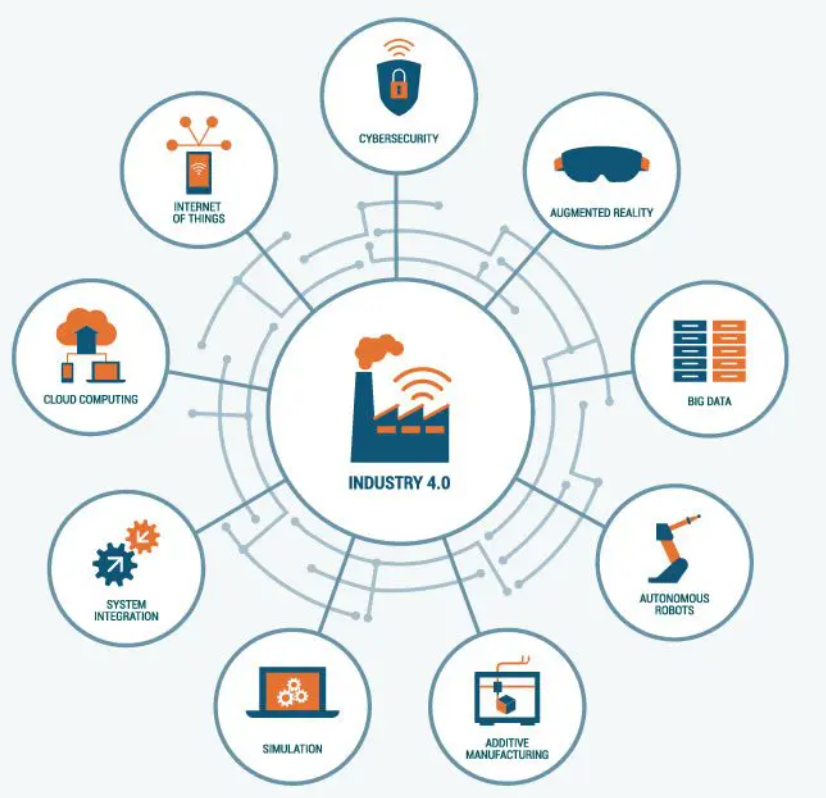 CYBERSECURITY
INTERNET
OF THINGS
AUGMENTED REALITY
CLOUD COMPUTING
BIG DATA
INDUSTRY 4.0
SYSTEM
INTEGRATION
AUTONOMOUS
ROBOTS
SIMULATION
ADDITIVE
MANUFACTURING